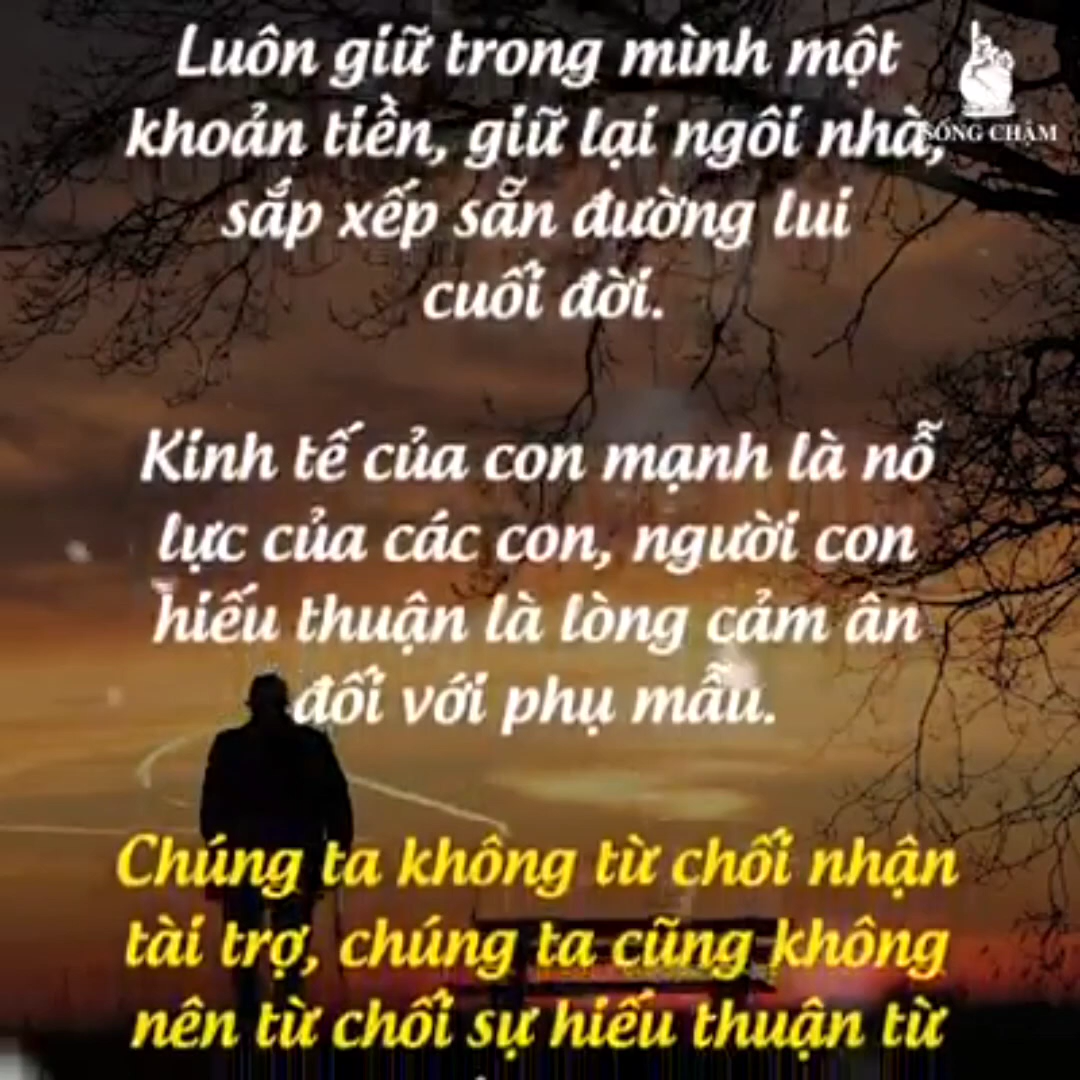 Luôn giữ trong mình một
khoản tiền, giữ lại ngôi nhà,
SỐNG CHẬM
sắp xếp sẵn đường lui
cuối đời.
Kinh tế của con mạnh là nỗ
lực của các con, người con
hiếu thuận là lòng cảm ân
đối với phụ mẫu.
Chúng ta không từ chối nhận
tài trợ, chúng ta cũng không
nên từ chối sự hiếu thuận từ